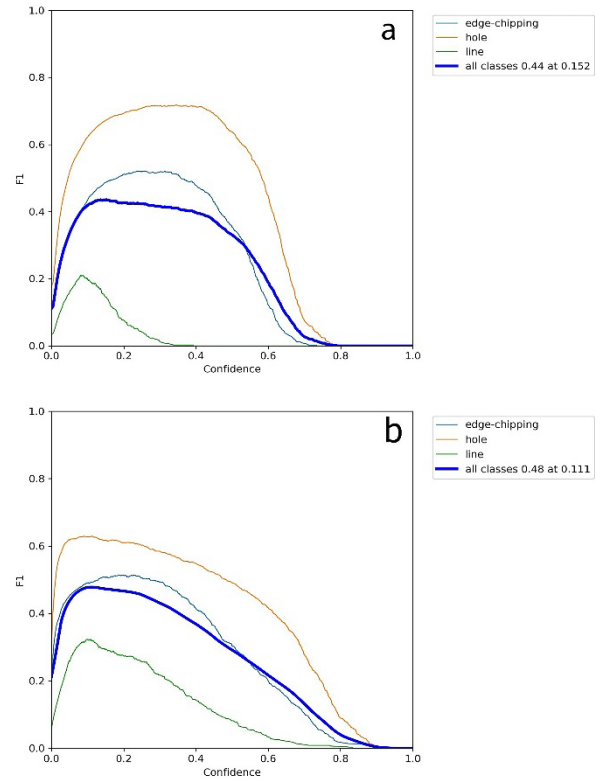 a
edge-chipping
hole
line
all classes 0.44 at 0.152
1.0
0.8
0.6
0.4
0.2
0.0
F1
0.0 0.2 0.4 0.6 0.8 1.0
Confidence
b
edge-chipping
hole
line
all classes 0.48 at 0.111
1.0
0.8
0.6
0.4
0.2
0.0
F1
0.0 0.2 0.4 0.6 0.8 1.0
Confidence